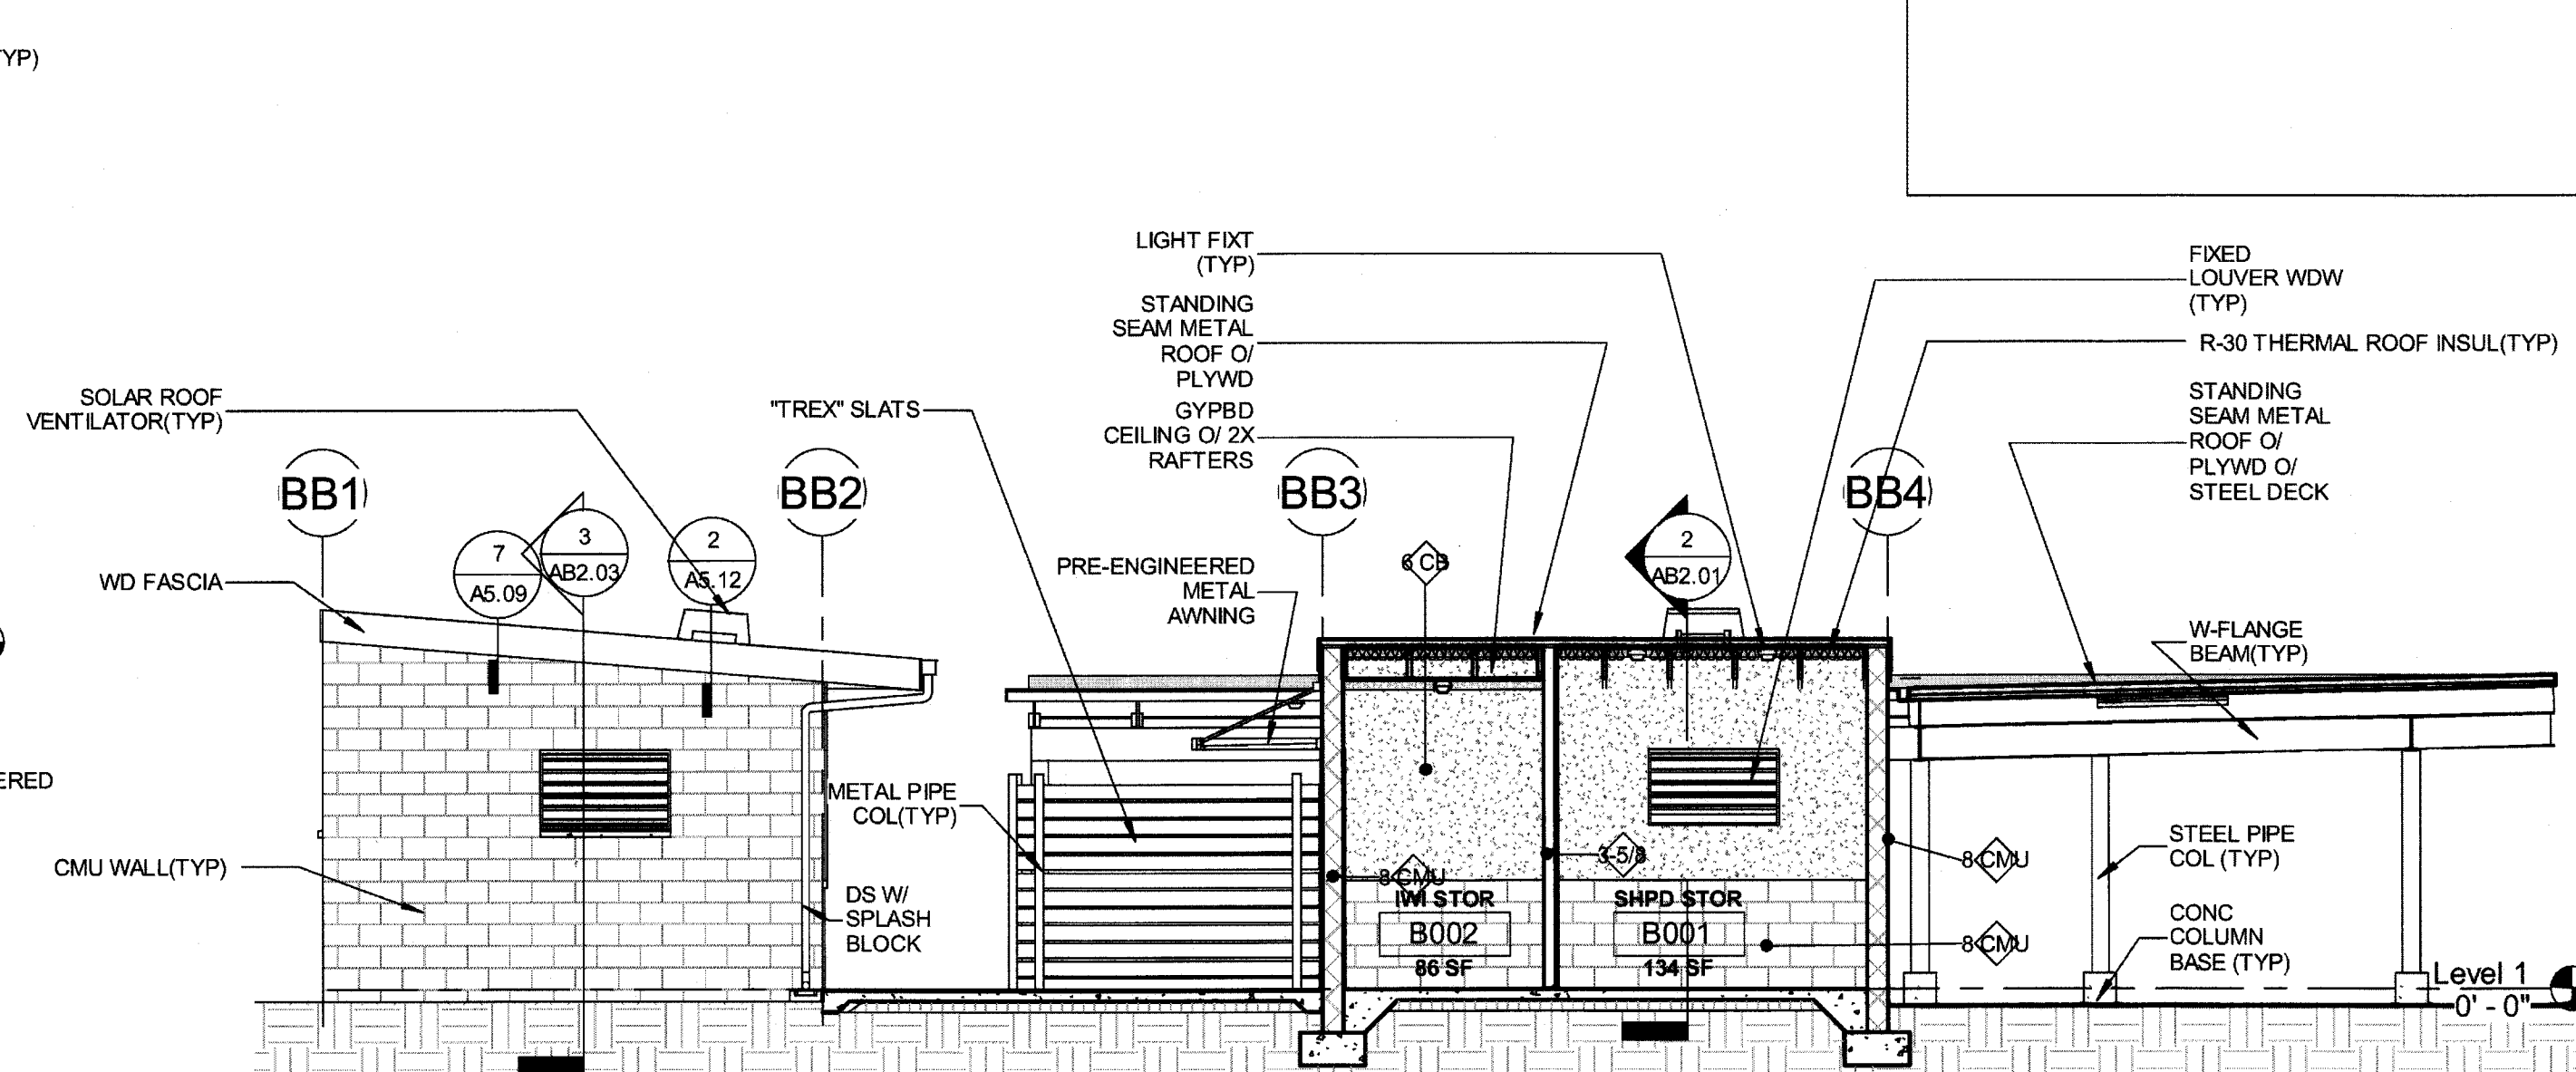 TYP)
LIGHT FIXT
(TYP)
STANDING
SEAM METAL
ROOF O/
PLYWD
GYPBD
CEILING O/ 2X
RAFTERS
FIXED
LOUVER WDW
(TYP)
R-30 THERMAL ROOF INSUL(TYP)
STANDING
SEAM METAL
ROOF O/
PLYWD O/
STEEL DECK
SOLAR ROOF
VENTILATOR(TYP)
"TREX" SLATS
BB1
BB2
BB3
BB4
7
A5.09
3
AB2.03
2
A5.12
2
AB2.01
WD FASCIA
PRE-ENGINEERED
METAL
AWNING
6 CB
W-FLANGE
BEAM(TYP)
ERED
METAL PIPE
COL(TYP)
CMU WALL(TYP)
DS W/
SPLASH
BLOCK
8 CMU
3-5/8
8 CMU
STEEL PIPE
COL (TYP)
IWI STOR
B002
86 SF
SHPD STOR
B001
134 SF
8 CMU
CONC
COLUMN
BASE (TYP)
Level 1
0' - 0"